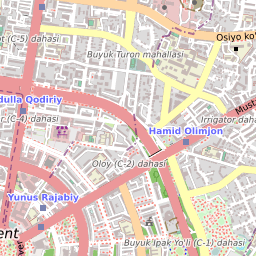 Osiyo ko
(C-5) dahasi
Buyuk Turon mahallasi
dulla Qodiriy
Must
Irrigator daha
(C-4) dahasi
Hamid Olimjon
Oloy (C-2) dahasi
Yunus Rajabiy
ent
Buyuk Ipak Yo'li (C-1) dahasi